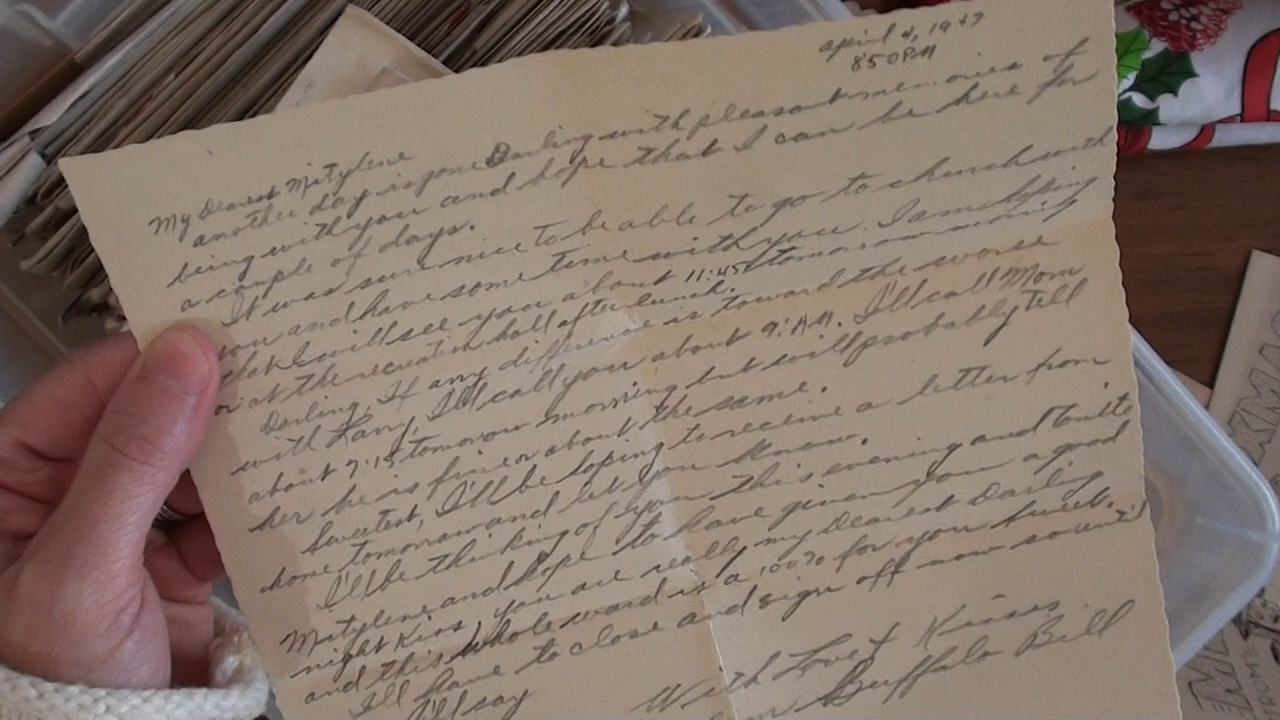 april 4, 1947
850PM
My Dearest Mitylene
another day is gone Darling with pleasant memories of
being with you and hope that I can be here for
a couple of days.
It was sure nice to be able to go to church with
you and have some time with you. I am hoping
that I will see you about 11:45 tomorrow morning
or at the recreation hall after lunch.
Darling, If any difference is toward the worse
with Harry, I'll call you about 9: AM. I'll call Mom
about 7:15 tomorow morning but will probably tell
her he is fine or about the same.
Sweetest, I'll be hoping to receive a letter from
home tomorrow and let you know.
I'll be thinking of you this evening and
Mitylene and hope to have given you a good
night Kiss, you are really my Dearest Darling
and this whole ward is a 100% for you Sweet.
I'll have to close and sign off now so until
I'll say
With Love & Kisses
Buffalo Bill